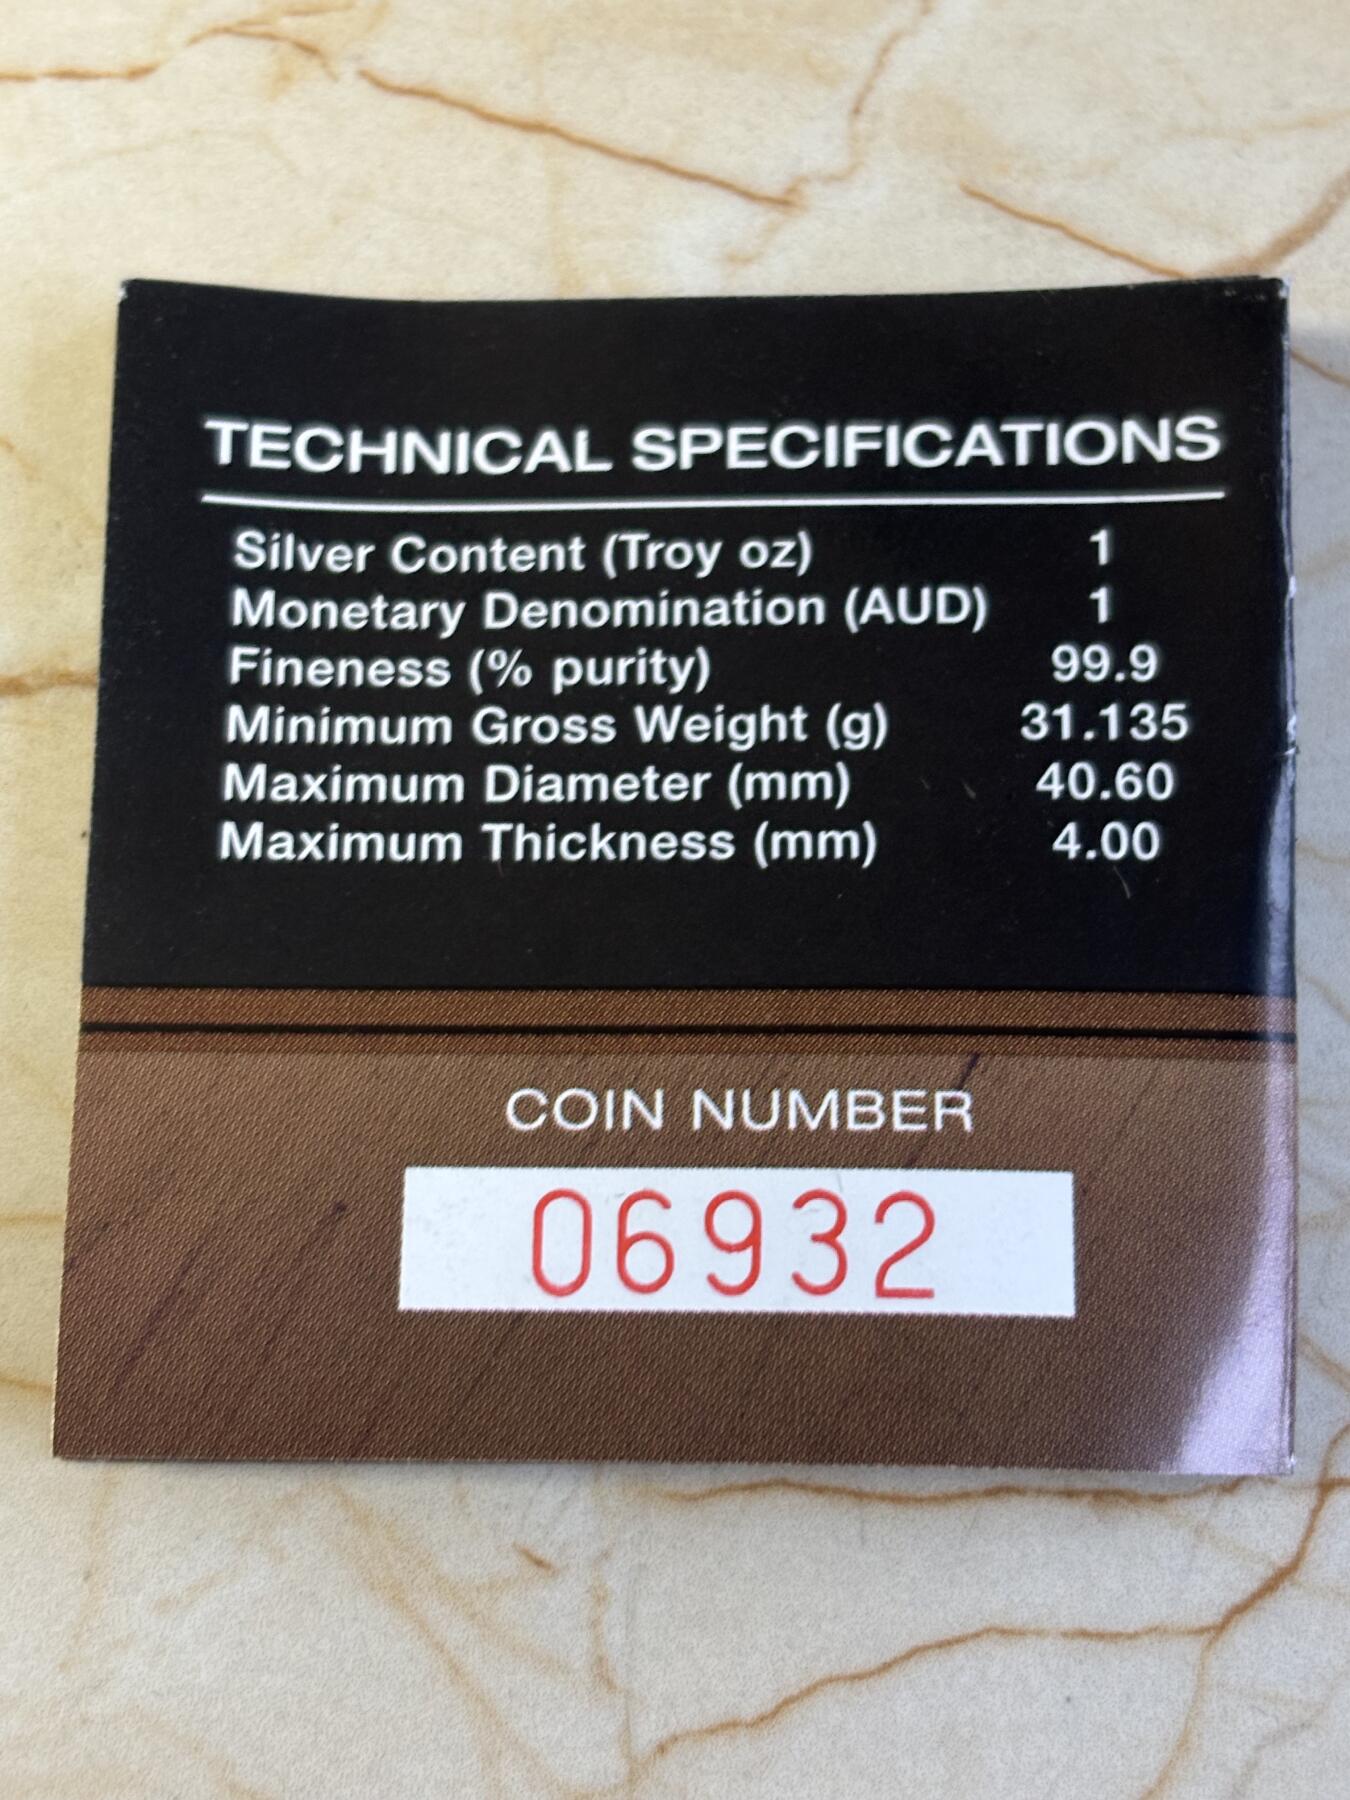 TECHNICAL SPECIFICATIONS
Silver Content (Troy oz) 1
Monetary Denomination (AUD) 1
Fineness (% purity) 99.9
Minimum Gross Weight (g) 31.135
Maximum Diameter (mm) 40.60
Maximum Thickness (mm) 4.00
COIN NUMBER
06932